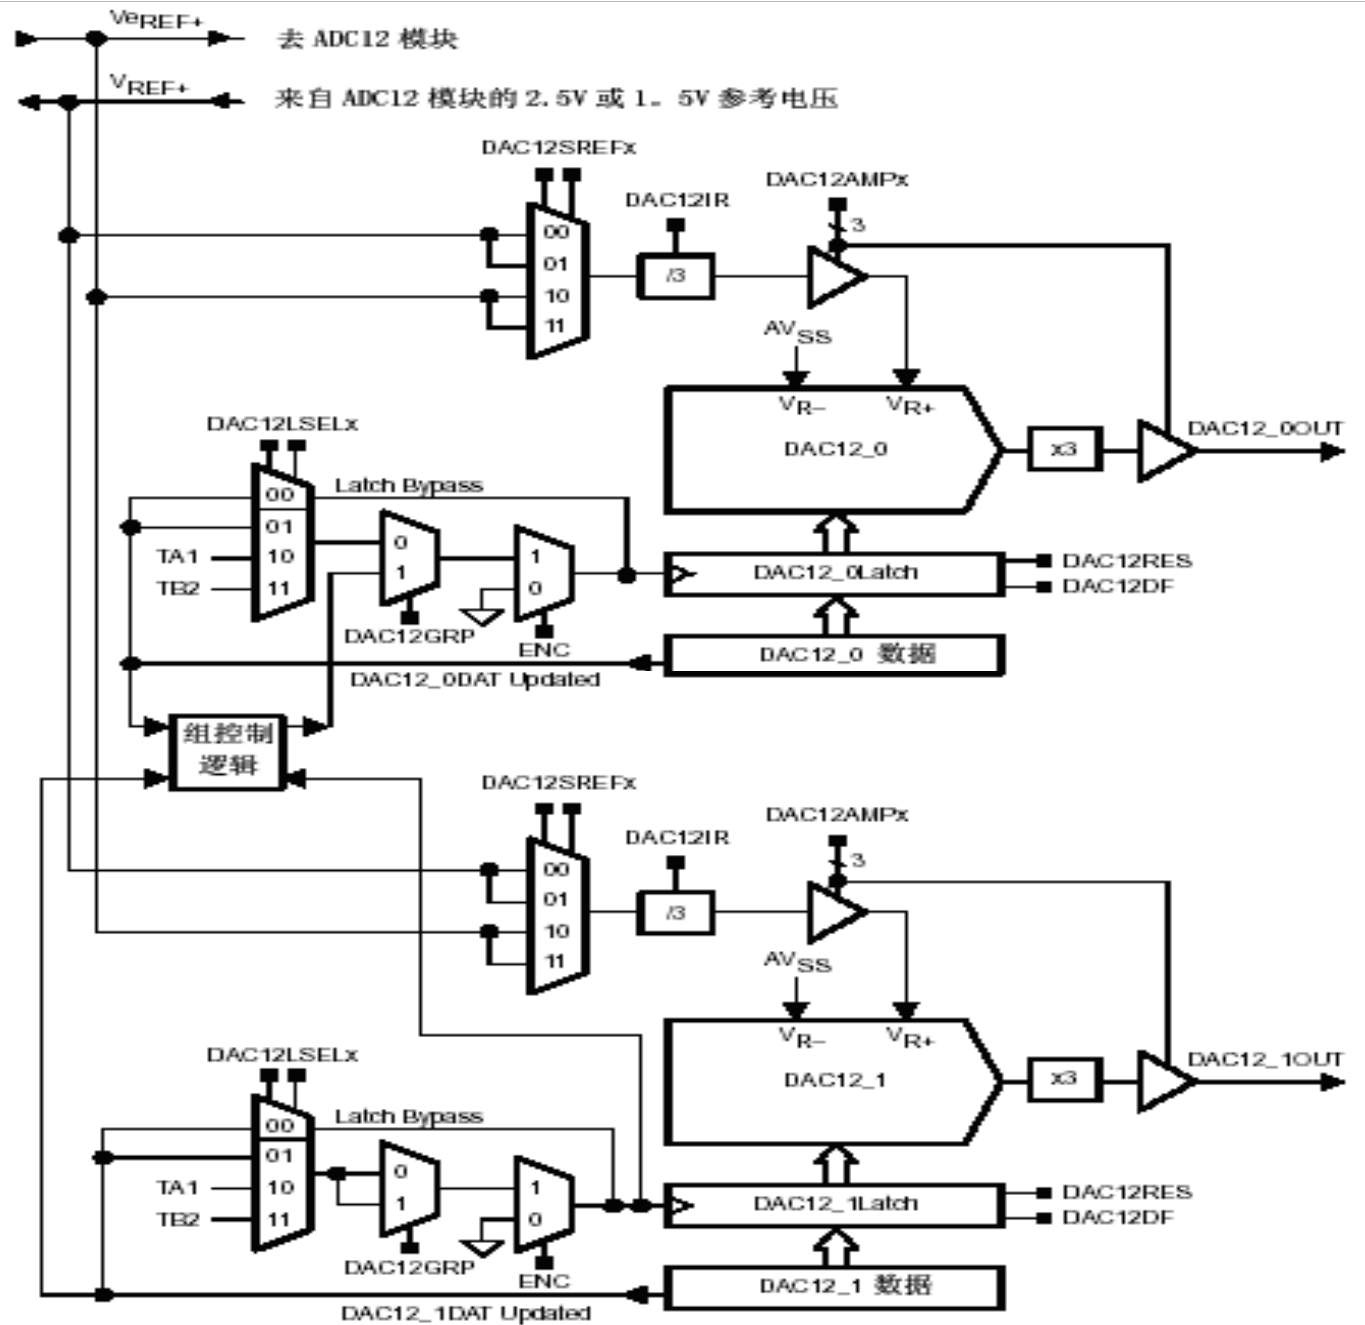 VeREF+
去 ADC12 模块
VREF+
来自 ADC12 模块的 2.5V 或 1。5V 参考电压
DAC12SREFx
DAC12AMPx
DAC12IR
3
00
01
10
11
/3
AVSS
VR−
VR+
DAC12_0
x3
DAC12_0OUT
DAC12LSELx
Latch Bypass
00
01
TA1
10
TB2
11
0
1
1
0
DAC12GRP
ENC
DAC12_0Latch
DAC12RES
DAC12DF
DAC12_0 数据
DAC12_0DAT Updated
组控制
逻辑
DAC12SREFx
DAC12AMPx
DAC12IR
3
00
01
10
11
/3
AVSS
VR−
VR+
DAC12_1
x3
DAC12_1OUT
DAC12LSELx
Latch Bypass
00
01
TA1
10
TB2
11
0
1
1
0
DAC12GRP
ENC
DAC12_1Latch
DAC12RES
DAC12DF
DAC12_1 数据
DAC12_1DAT Updated